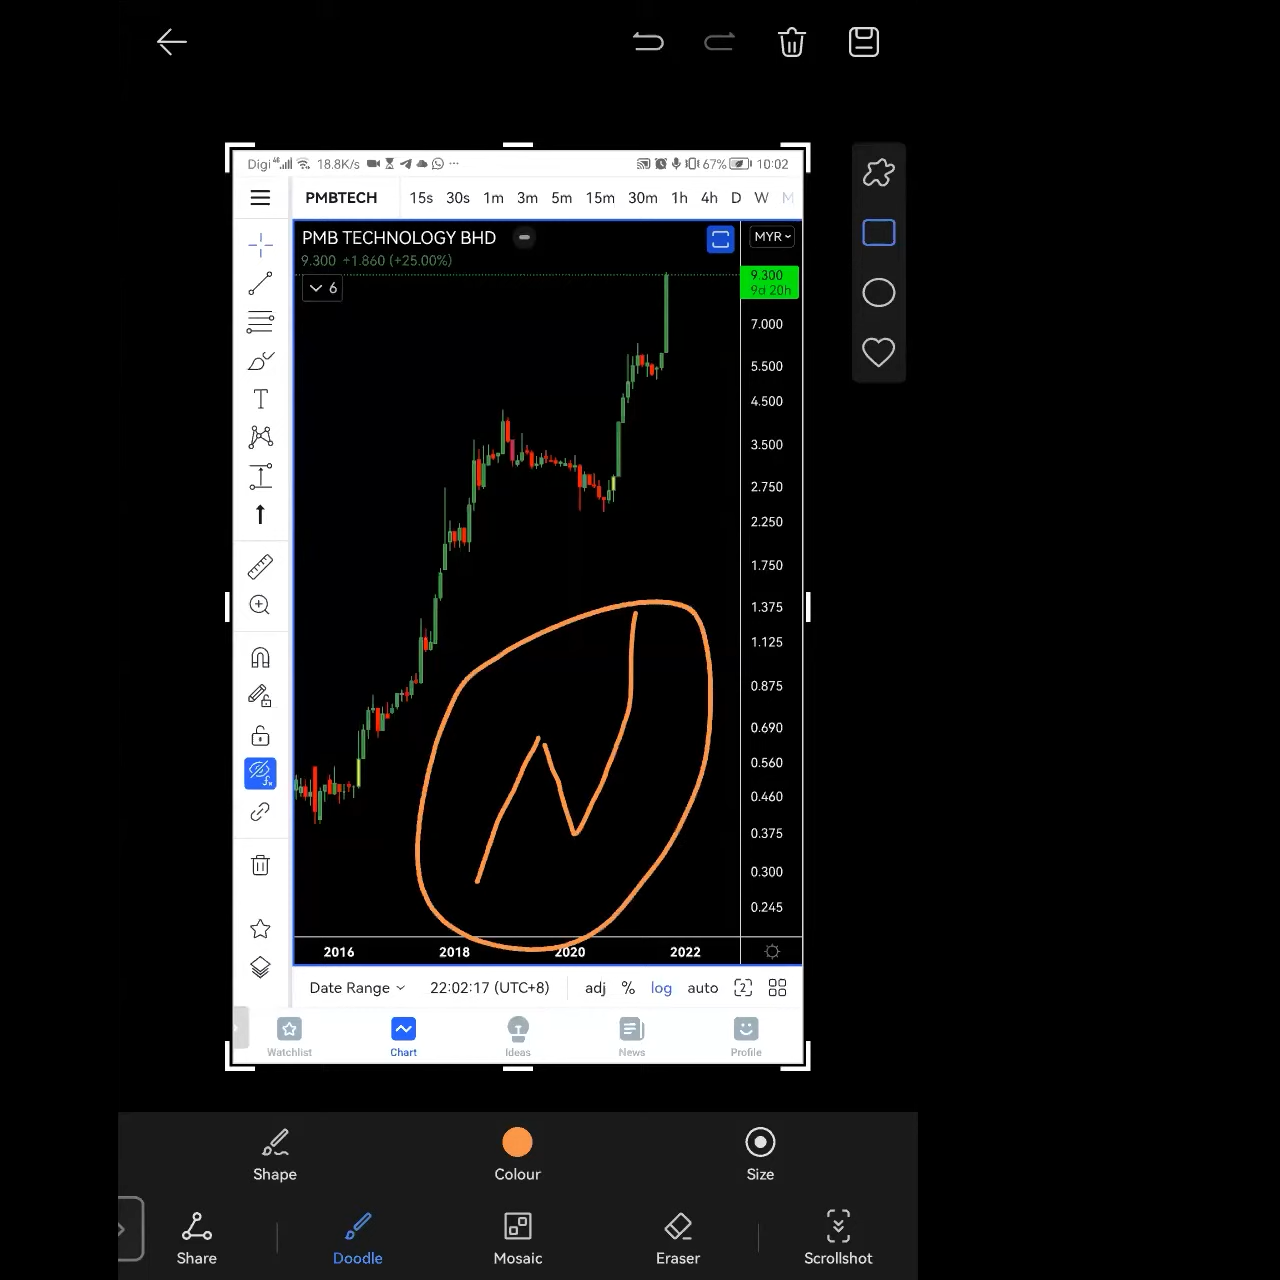 Digi 4G 18.8K/s ... 67% 10:02
PMBTECH 15s 30s 1m 3m 5m 15m 30m 1h 4h D W M
PMB TECHNOLOGY BHD MYR
9.300 +1.860 (+25.00%)
9.300
9d 20h
6
7.000
5.500
4.500
3.500
2.750
2.250
1.750
1.375
1.125
0.875
0.690
0.560
0.460
0.375
0.300
0.245
2016 2018 2020 2022
Date Range 22:02:17 (UTC+8) adj % log auto 2
Watchlist Chart Ideas News Profile
Shape Colour Size
Share Doodle Mosaic Eraser Scrollshot